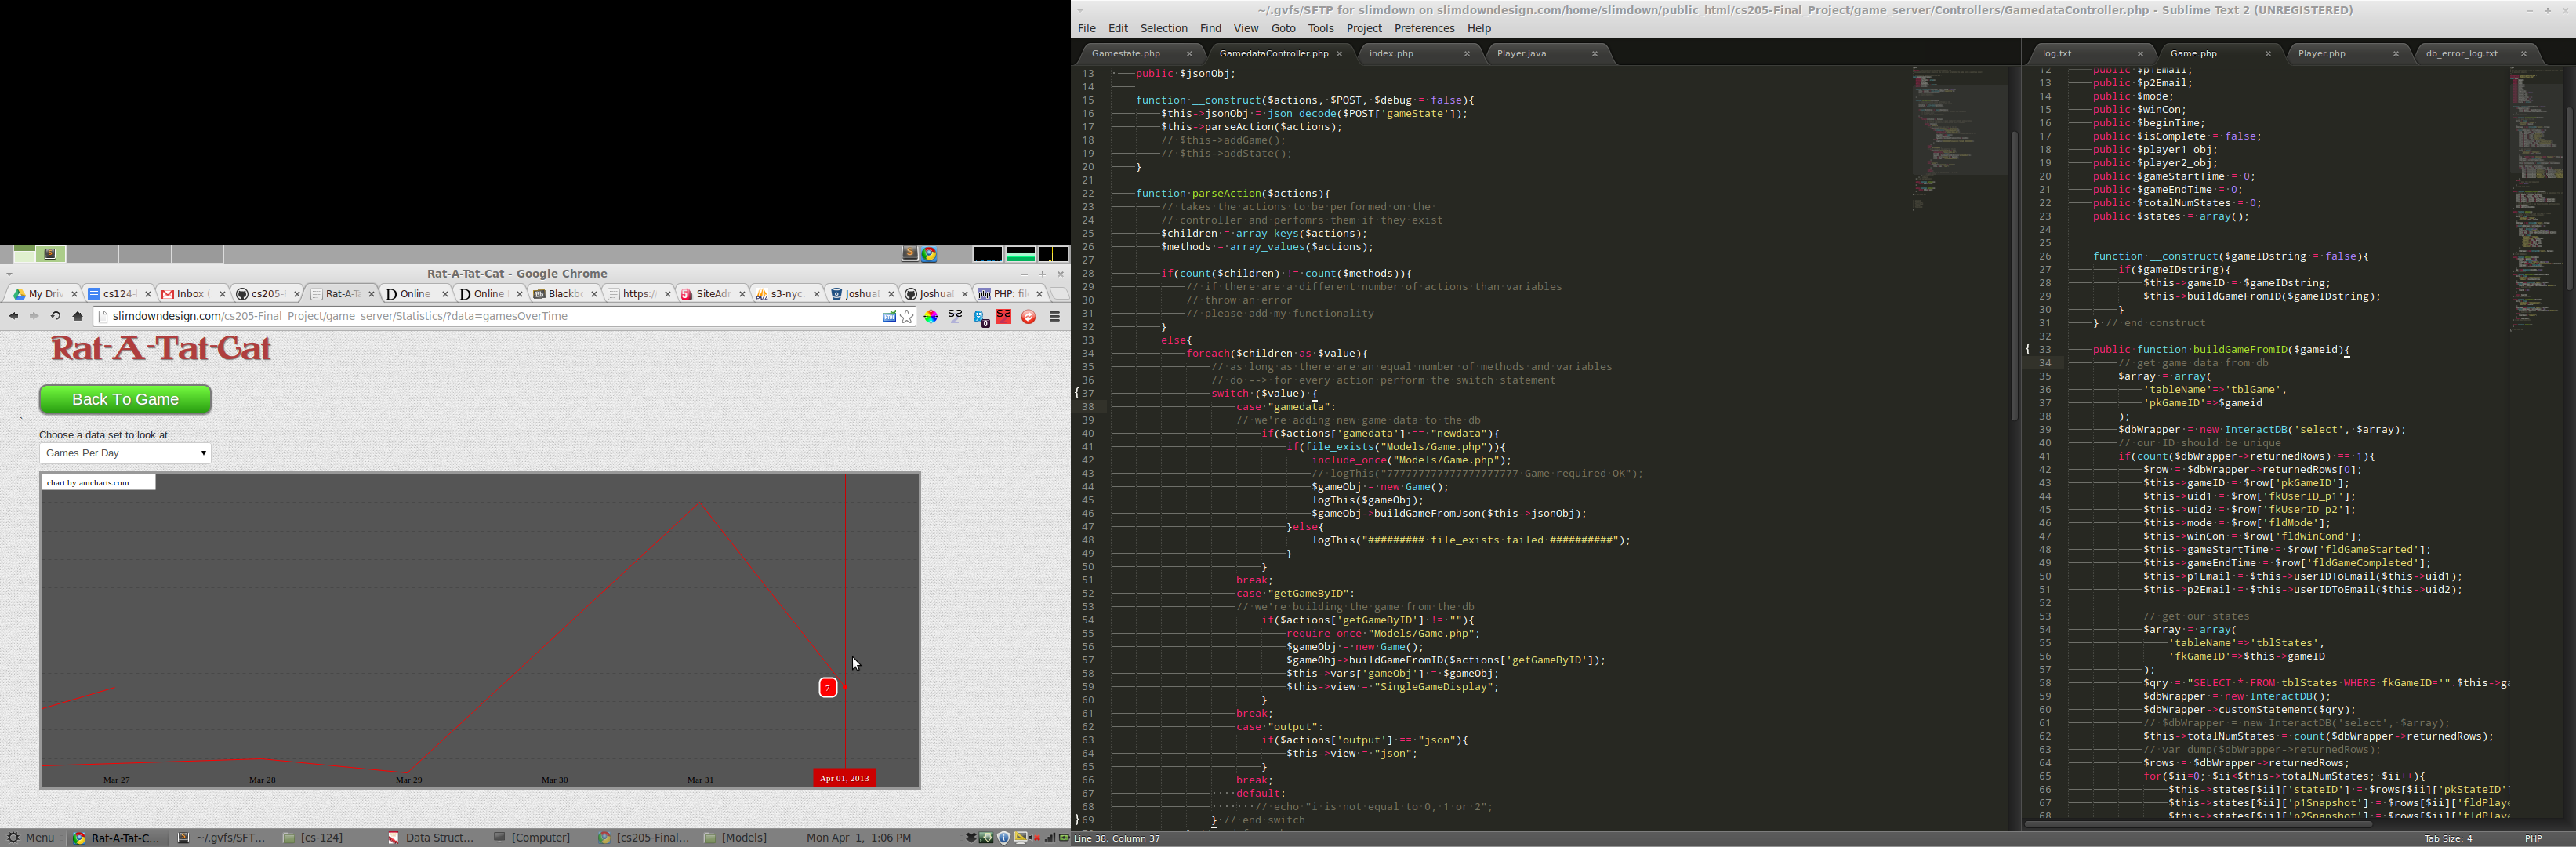 Rat-A-Tat-Cat - Google Chrome
My Driv
cs124-
Inbox (
cs205-
Rat-A-T
Online
Online
Blackb
https:/
SiteAdr
s3-nyc.
Joshual
Joshual
PHP: fil
slimdowndesign.com/cs205-Final_Project/game_server/Statistics/?data=gamesOverTime
Rat-A-Tat-Cat
Back To Game
Choose a data set to look at
Games Per Day
chart by amcharts.com
7
Mar 27
Mar 28
Mar 29
Mar 30
Mar 31
Apr 01, 2013
Menu
Rat-A-Tat-C...
~/.gvfs/SFT...
[cs-124]
Data Struct...
[Computer]
[cs205-Final...
[Models]
Mon Apr 1, 1:06 PM
~/.gvfs/SFTP for slimdown on slimdowndesign.com/home/slimdown/public_html/cs205-Final_Project/game_server/Controllers/GamedataController.php - Sublime Text 2 (UNREGISTERED)
File Edit Selection Find View Goto Tools Project Preferences Help
Gamestate.php
GamedataController.php
index.php
Player.java
13 public $jsonObj;
14
15 function __construct($actions, $POST, $debug = false){
16 $this->jsonObj = json_decode($POST['gameState']);
17 $this->parseAction($actions);
18 // $this->addGame();
19 // $this->addState();
20 }
21
22 function parseAction($actions){
23 // takes the actions to be performed on the
24 // controller and perfomrs them if they exist
25 $children = array_keys($actions);
26 $methods = array_values($actions);
27
28 if(count($children) != count($methods)){
29 // if there are a different number of actions than variables
30 // throw an error
31 // please add my functionality
32 }
33 else{
34 foreach($children as $value){
35 // as long as there are an equal number of methods and variables
36 // do --> for every action perform the switch statement
{ 37 switch ($value) {
38 case "gamedata":
39 // we're adding new game data to the db
40 if($actions['gamedata'] == "newdata"){
41 if(file_exists("Models/Game.php")){
42 include_once("Models/Game.php");
43 // logThis("777777777777777777777 Game required OK");
44 $gameObj = new Game();
45 logThis($gameObj);
46 $gameObj->buildGameFromJson($this->jsonObj);
47 }else{
48 logThis("######### file_exists failed ##########");
49 }
50 }
51 break;
52 case "getGameByID":
53 // we're building the game from the db
54 if($actions['getGameByID'] != ""){
55 require_once "Models/Game.php";
56 $gameObj = new Game();
57 $gameObj->buildGameFromID($actions['getGameByID']);
58 $this->vars['gameObj'] = $gameObj;
59 $this->view = "SingleGameDisplay";
60 }
61 break;
62 case "output":
63 if($actions['output'] == "json"){
64 $this->view = "json";
65 }
66 break;
67 default:
68 // echo "i is not equal to 0, 1 or 2";
} 69 } // end switch
Line 38, Column 37
log.txt
Game.php
Player.php
db_error_log.txt
12 public $p1Email;
13 public $p2Email;
14 public $mode;
15 public $winCon;
16 public $beginTime;
17 public $isComplete = false;
18 public $player1_obj;
19 public $player2_obj;
20 public $gameStartTime = 0;
21 public $gameEndTime = 0;
22 public $totalNumStates = 0;
23 public $states = array();
24
25
26 function __construct($gameIDstring = false){
27 if($gameIDstring){
28 $this->gameID = $gameIDstring;
29 $this->buildGameFromID($gameIDstring);
30 }
31 } // end construct
32
{ 33 public function buildGameFromID($gameid){
34 // get game data from db
35 $array = array(
36 'tableName'=>'tblGame',
37 'pkGameID'=>$gameid
38 );
39 $dbWrapper = new InteractDB('select', $array);
40 // our ID should be unique
41 if(count($dbWrapper->returnedRows) == 1){
42 $row = $dbWrapper->returnedRows[0];
43 $this->gameID = $row['pkGameID'];
44 $this->uid1 = $row['fkUserID_p1'];
45 $this->uid2 = $row['fkUserID_p2'];
46 $this->mode = $row['fldMode'];
47 $this->winCon = $row['fldWinCond'];
48 $this->gameStartTime = $row['fldGameStarted'];
49 $this->gameEndTime = $row['fldGameCompleted'];
50 $this->p1Email = $this->userIDToEmail($this->uid1);
51 $this->p2Email = $this->userIDToEmail($this->uid2);
52
53 // get our states
54 $array = array(
55 'tableName'=>'tblStates',
56 'fkGameID'=>$this->gameID
57 );
58 $qry = "SELECT * FROM tblStates WHERE fkGameID='".$this->ga
59 $dbWrapper = new InteractDB();
60 $dbWrapper->customStatement($qry);
61 // $dbWrapper = new InteractDB('select', $array);
62 $this->totalNumStates = count($dbWrapper->returnedRows);
63 // var_dump($dbWrapper->returnedRows);
64 $rows = $dbWrapper->returnedRows;
65 for($ii=0; $ii<$this->totalNumStates; $ii++){
66 $this->states[$ii]['stateID'] = $rows[$ii]['pkStateID']
67 $this->states[$ii]['p1Snapshot'] = $rows[$ii]['fldPlaye
68 $this->states[$ii]['p2Snapshot'] = $rows[$ii]['fldPlaye
Tab Size: 4
PHP